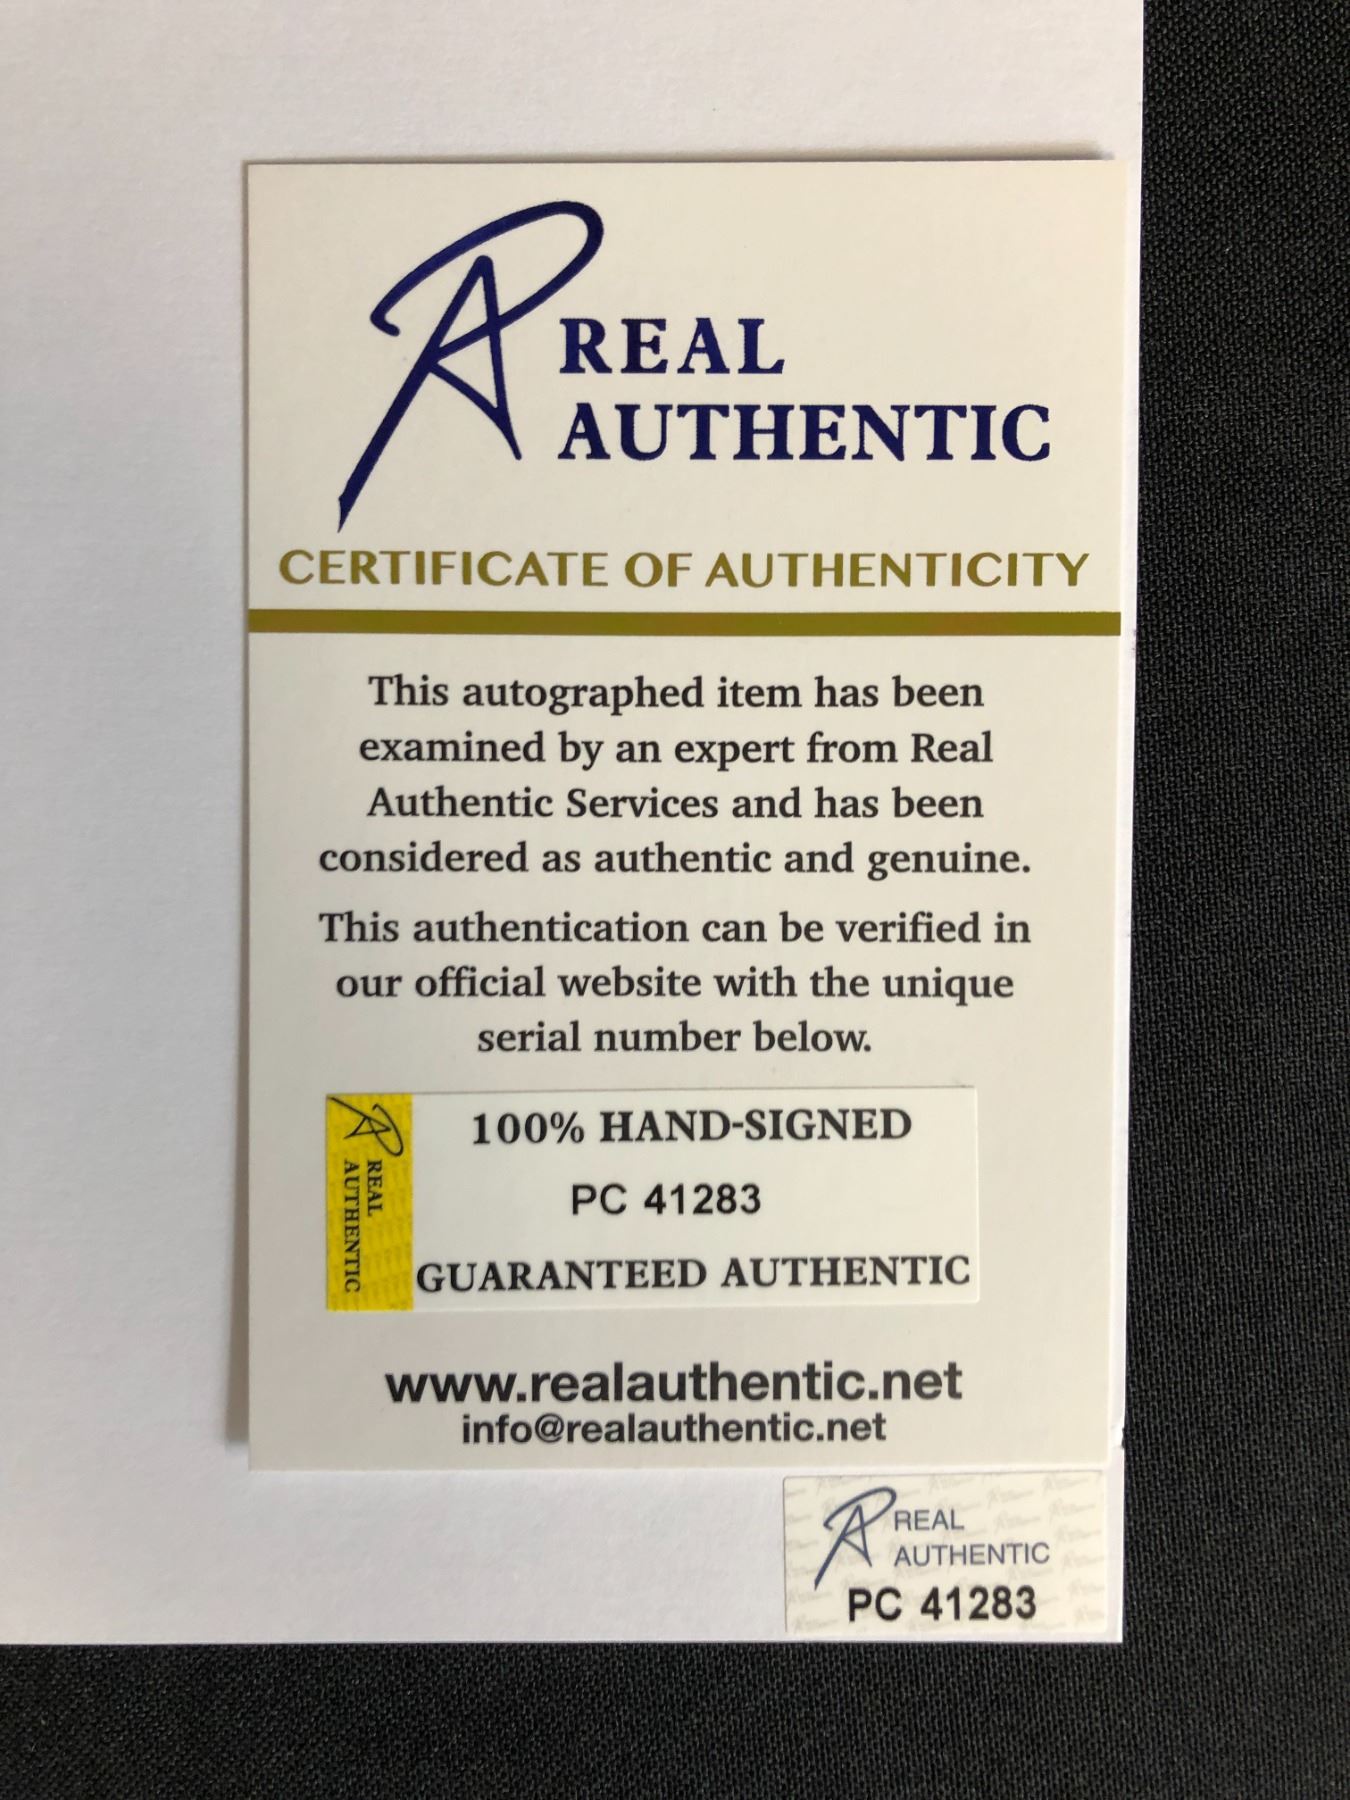 REAL
AUTHENTIC
CERTIFICATE OF AUTHENTICITY
This autographed item has been
examined by an expert from Real
Authentic Services and has been
considered as authentic and genuine.
This authentication can be verified in
our official website with the unique
serial number below.
REAL
AUTHENTIC
100% HAND-SIGNED
PC 41283
GUARANTEED AUTHENTIC
www.realauthentic.net
info@realauthentic.net
REAL
AUTHENTIC
PC 41283